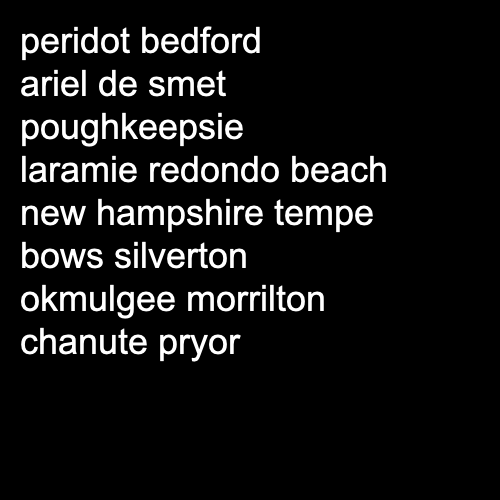 peridot bedford
ariel de smet
poughkeepsie
laramie redondo beach
new hampshire tempe
bows silverton
okmulgee morrilton
chanute pryor